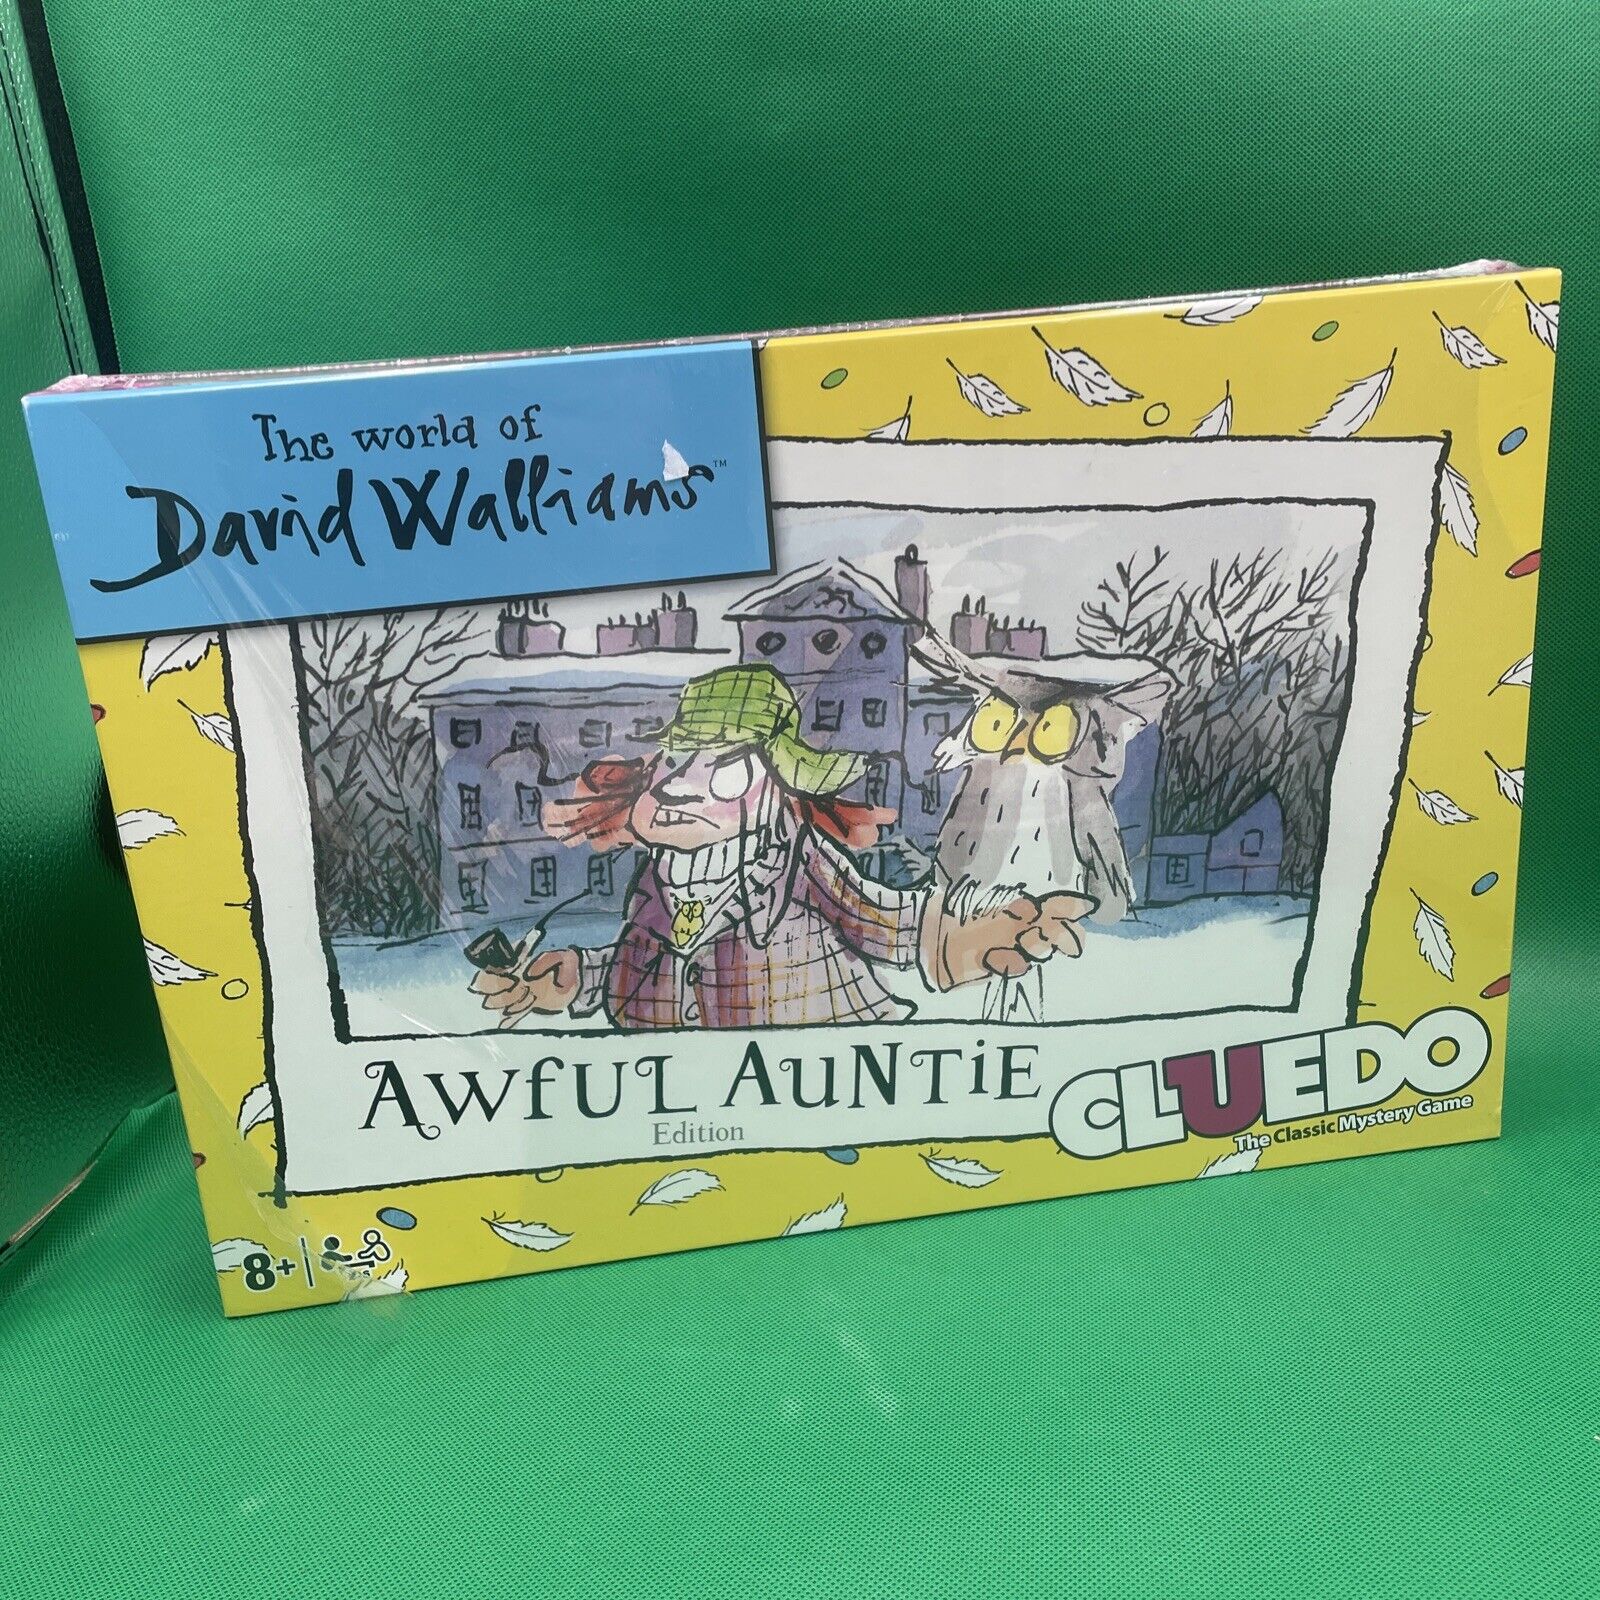 The world of
David Walliams™
AWfUL AUNTiE
Edition
CLUEDO
The Classic Mystery Game
8+